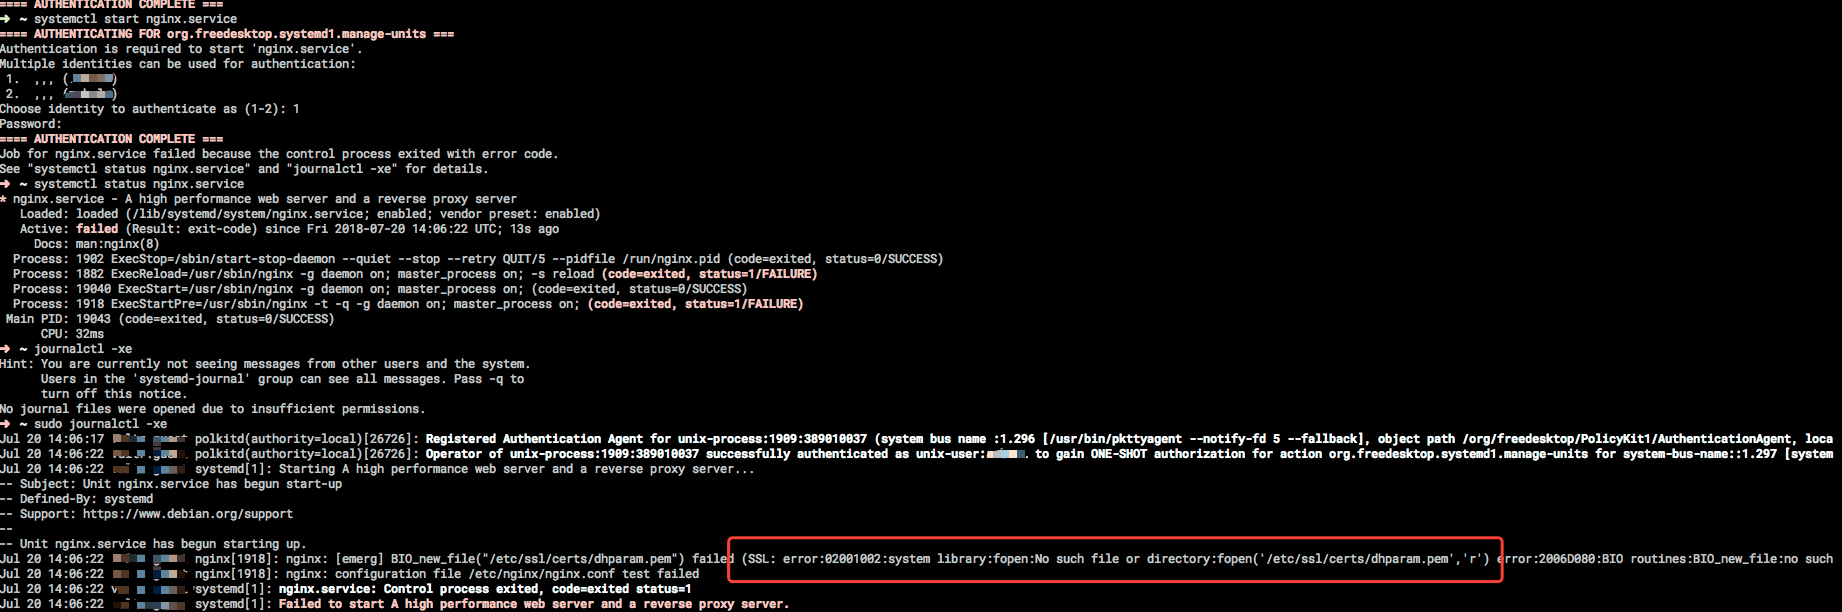 ==== AUTHENTICATION COMPLETE ===
➜ ~ systemctl start nginx.service
==== AUTHENTICATING FOR org.freedesktop.systemd1.manage-units ===
Authentication is required to start 'nginx.service'.
Multiple identities can be used for authentication:
1. ,,, ( )
2. ,,, ( )
Choose identity to authenticate as (1-2): 1
Password:
==== AUTHENTICATION COMPLETE ===
Job for nginx.service failed because the control process exited with error code.
See "systemctl status nginx.service" and "journalctl -xe" for details.
➜ ~ systemctl status nginx.service
* nginx.service - A high performance web server and a reverse proxy server
Loaded: loaded (/lib/systemd/system/nginx.service; enabled; vendor preset: enabled)
Active: failed (Result: exit-code) since Fri 2018-07-20 14:06:22 UTC; 13s ago
Docs: man:nginx(8)
Process: 1902 ExecStop=/sbin/start-stop-daemon --quiet --stop --retry QUIT/5 --pidfile /run/nginx.pid (code=exited, status=0/SUCCESS)
Process: 1882 ExecReload=/usr/sbin/nginx -g daemon on; master_process on; -s reload (code=exited, status=1/FAILURE)
Process: 19040 ExecStart=/usr/sbin/nginx -g daemon on; master_process on; (code=exited, status=0/SUCCESS)
Process: 1918 ExecStartPre=/usr/sbin/nginx -t -q -g daemon on; master_process on; (code=exited, status=1/FAILURE)
Main PID: 19043 (code=exited, status=0/SUCCESS)
CPU: 32ms
➜ ~ journalctl -xe
Hint: You are currently not seeing messages from other users and the system.
Users in the 'systemd-journal' group can see all messages. Pass -q to
turn off this notice.
No journal files were opened due to insufficient permissions.
➜ ~ sudo journalctl -xe
Jul 20 14:06:17 polkitd(authority=local)[26726]: Registered Authentication Agent for unix-process:1909:389010037 (system bus name :1.296 [/usr/bin/pkttyagent --notify-fd 5 --fallback], object path /org/freedesktop/PolicyKit1/AuthenticationAgent, loca
Jul 20 14:06:22 polkitd(authority=local)[26726]: Operator of unix-process:1909:389010037 successfully authenticated as unix-user: to gain ONE-SHOT authorization for action org.freedesktop.systemd1.manage-units for system-bus-name::1.297 [system
Jul 20 14:06:22 systemd[1]: Starting A high performance web server and a reverse proxy server...
-- Subject: Unit nginx.service has begun start-up
-- Defined-By: systemd
-- Support: https://www.debian.org/support
--
-- Unit nginx.service has begun starting up.
Jul 20 14:06:22 nginx[1918]: nginx: [emerg] BIO_new_file("/etc/ssl/certs/dhparam.pem") failed (SSL: error:02001002:system library:fopen:No such file or directory:fopen('/etc/ssl/certs/dhparam.pem','r') error:2006D080:BIO routines:BIO_new_file:no such
Jul 20 14:06:22 nginx[1918]: nginx: configuration file /etc/nginx/nginx.conf test failed
Jul 20 14:06:22 systemd[1]: nginx.service: Control process exited, code=exited status=1
Jul 20 14:06:22 systemd[1]: Failed to start A high performance web server and a reverse proxy server.